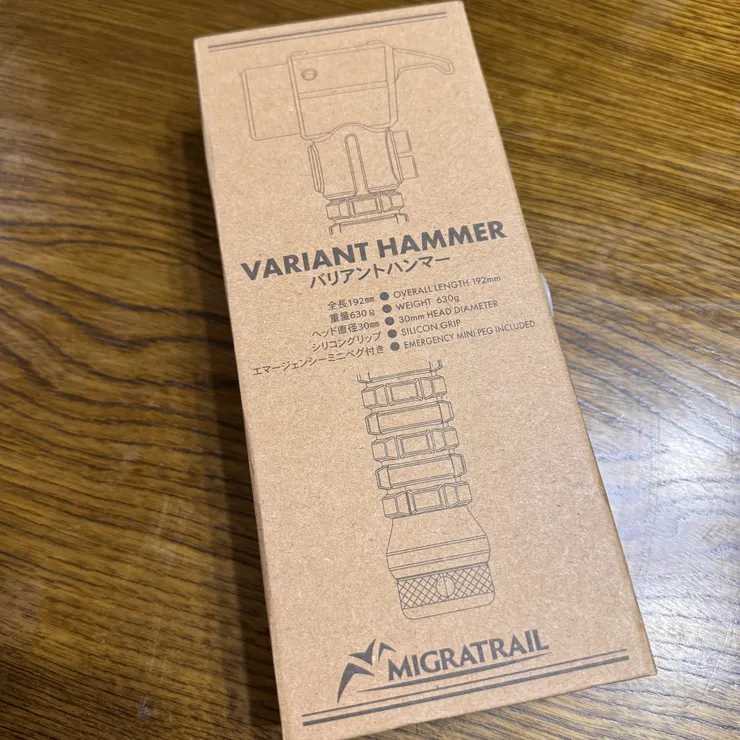 VARIANT HAMMER
バリアントハンマー
全長192㎜ ● OVERALL LENGTH 192mm
重量630g ● WEIGHT 630g
ヘッド直径30㎜ ● 30mm HEAD DIAMETER
シリコングリップ ● SILICON GRIP
エマージェンシーミニペグ付き ● EMERGENCY MINI PEG INCLUDED
MIGRATRAIL